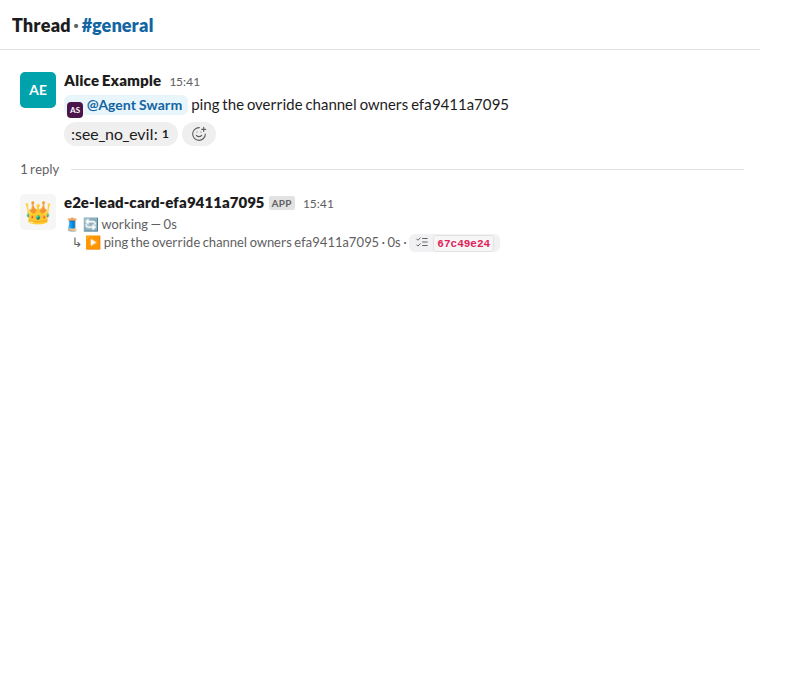 Thread • #general
AE
Alice Example 15:41
AS @Agent Swarm ping the override channel owners efa9411a7095
:see_no_evil: 1
1 reply
e2e-lead-card-efa9411a7095 APP 15:41
🧵 🔄 working — 0s
↳ ▶️ ping the override channel owners efa9411a7095 · 0s · 67c49e24